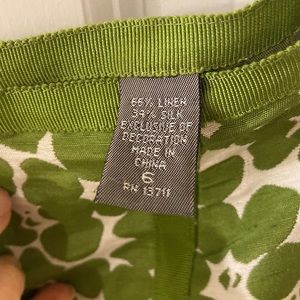 66% LINEN
34% SILK
EXCLUSIVE OF
DECORATION
MADE IN
CHINA
6
RN 13711